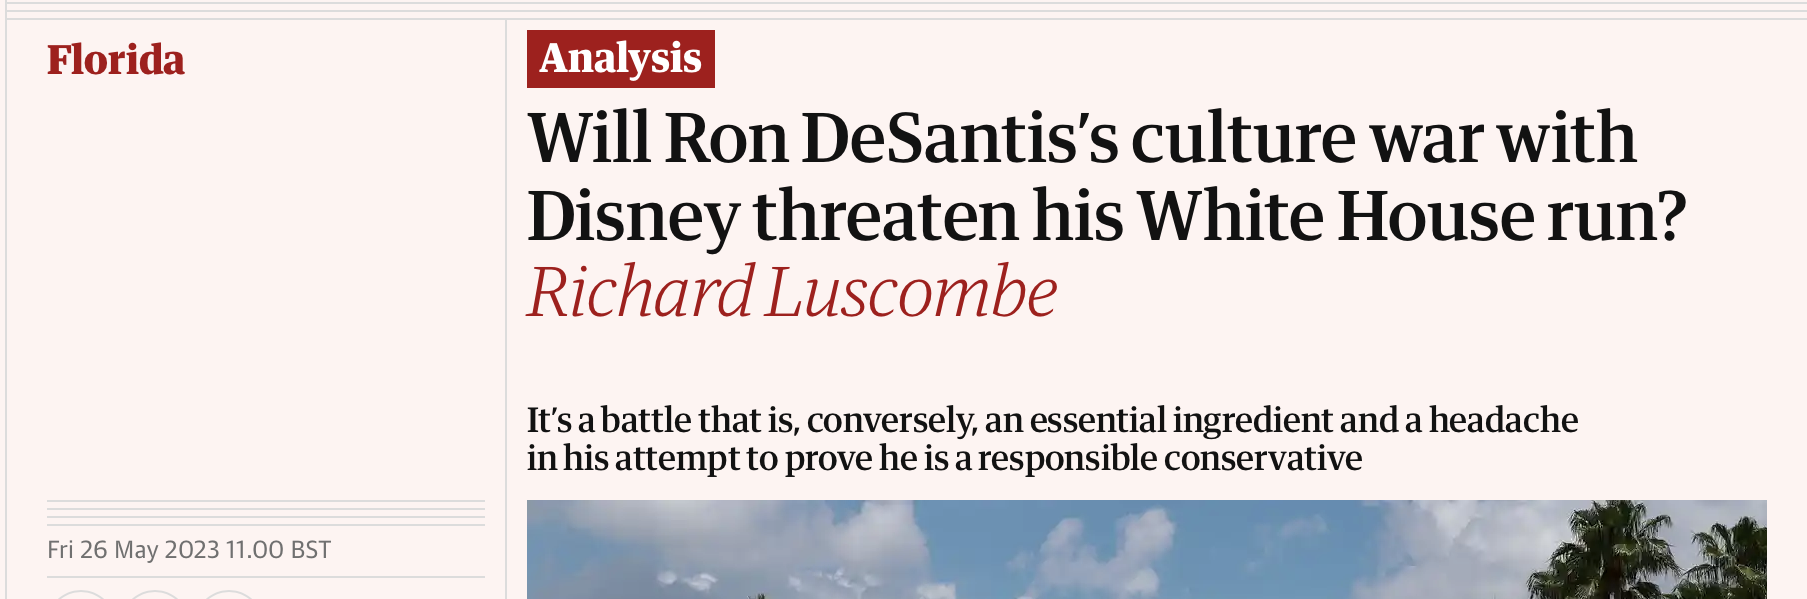 Florida
Analysis
Will Ron DeSantis’s culture war with
Disney threaten his White House run?
Richard Luscombe
It’s a battle that is, conversely, an essential ingredient and a headache
in his attempt to prove he is a responsible conservative
Fri 26 May 2023 11.00 BST